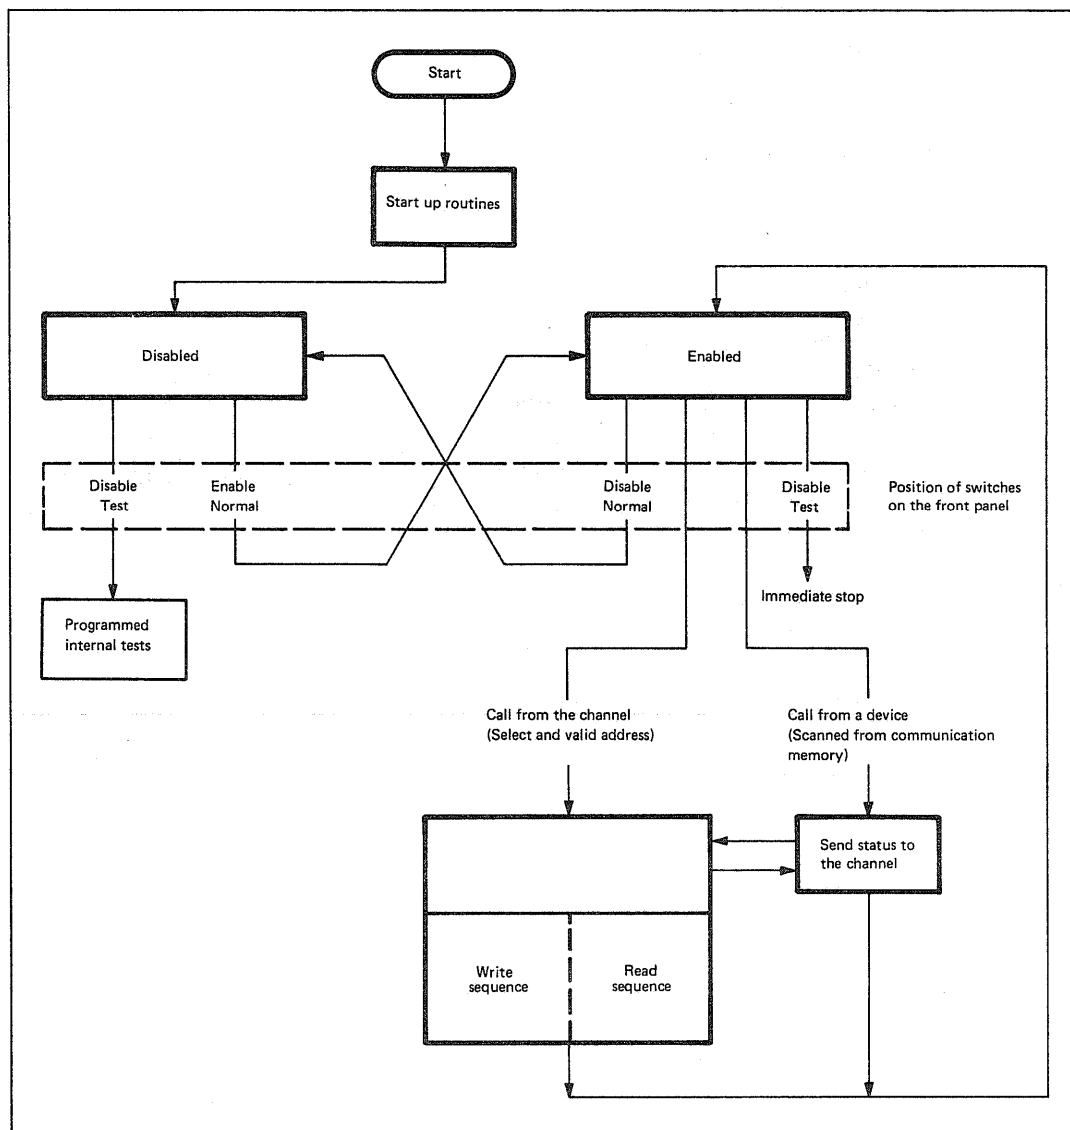 Start
Start up routines
Disabled
Enabled
Disable
Test
Enable
Normal
Disable
Normal
Disable
Test
Position of switches
on the front panel
Immediate stop
Programmed
internal tests
Call from the channel
(Select and valid address)
Call from a device
(Scanned from communication
memory)
Send status to
the channel
Write
sequence
Read
sequence